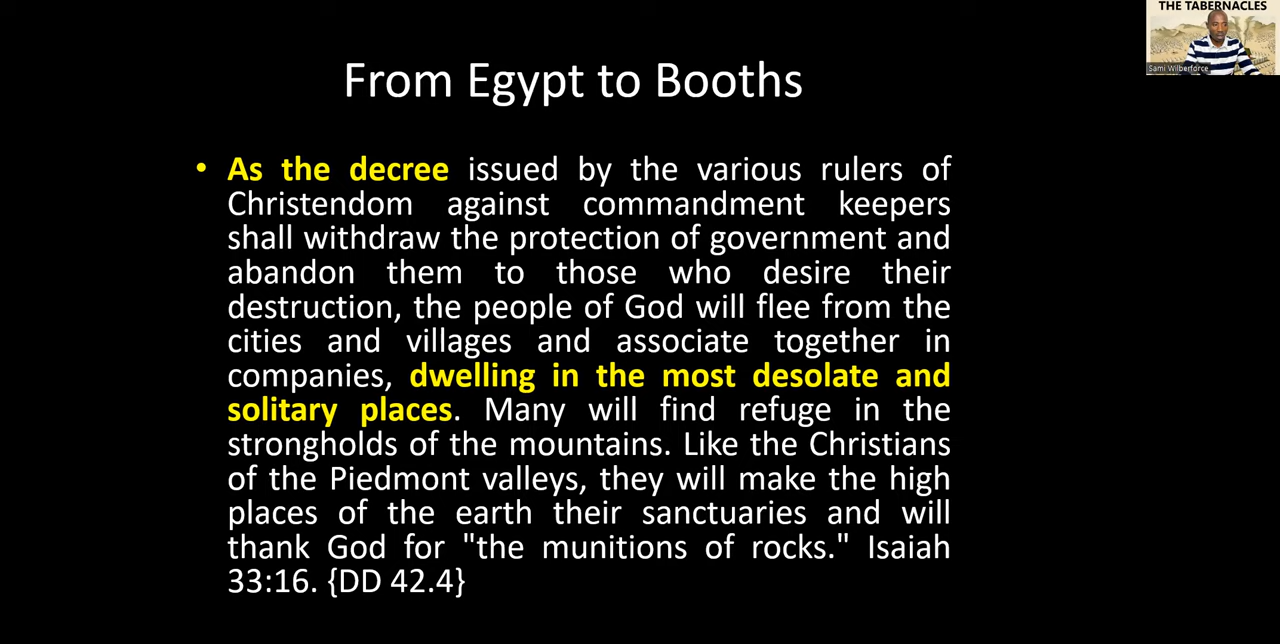 THE TABERNACLES
Sami Wilberforce
From Egypt to Booths
• As the decree issued by the various rulers of
Christendom against commandment keepers
shall withdraw the protection of government and
abandon them to those who desire their
destruction, the people of God will flee from the
cities and villages and associate together in
companies, dwelling in the most desolate and
solitary places. Many will find refuge in the
strongholds of the mountains. Like the Christians
of the Piedmont valleys, they will make the high
places of the earth their sanctuaries and will
thank God for "the munitions of rocks." Isaiah
33:16. {DD 42.4}